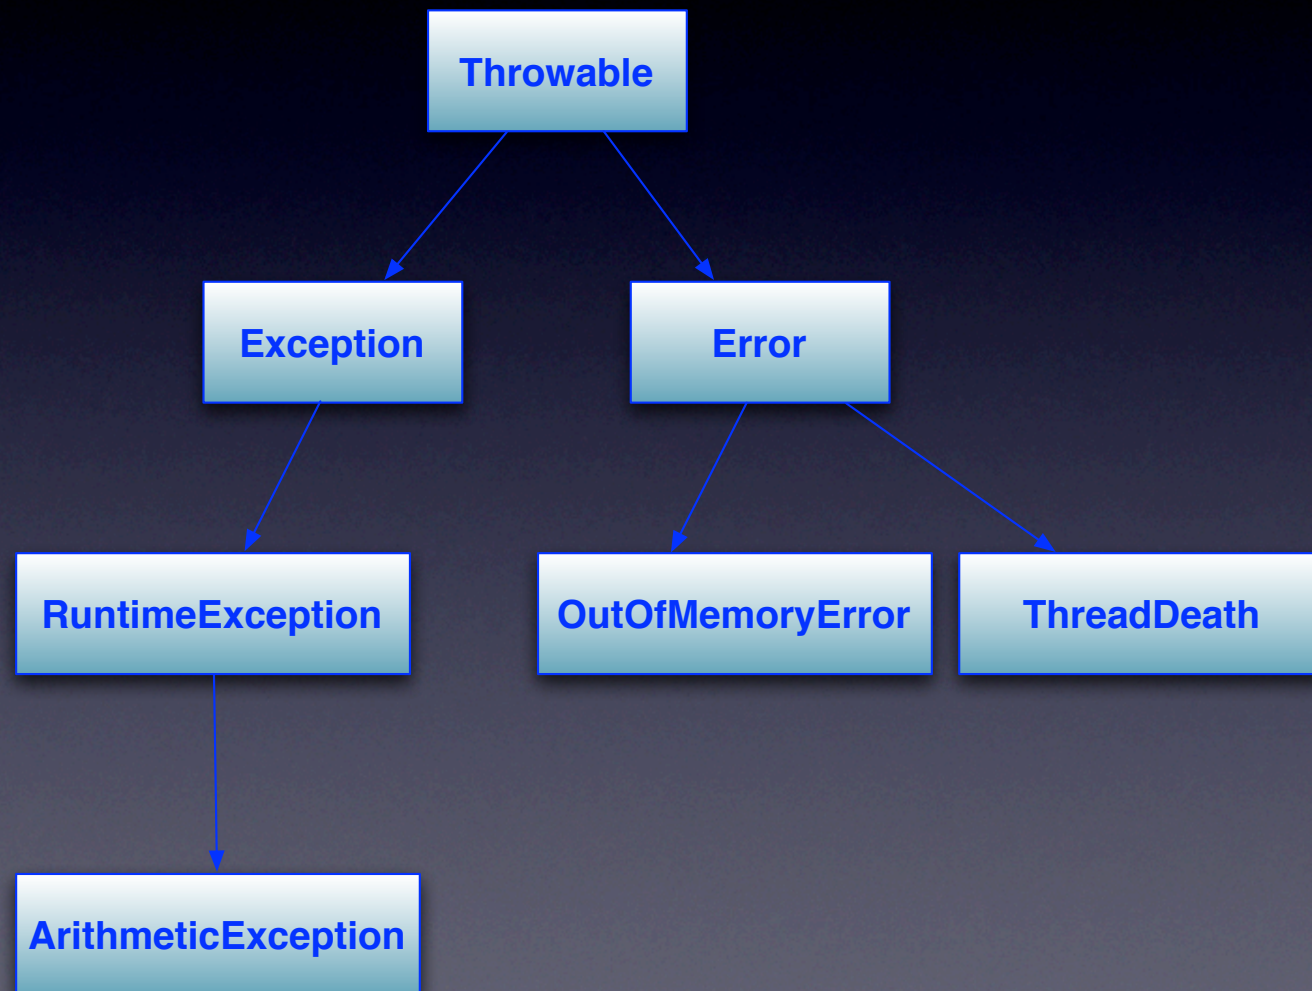 Throwable
Exception
Error
RuntimeException
OutOfMemoryError
ThreadDeath
ArithmeticException